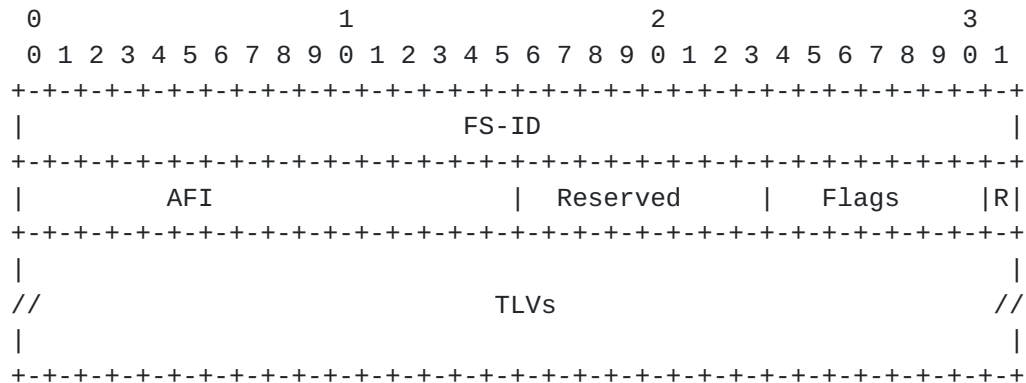 0                   1                   2                   3
 0 1 2 3 4 5 6 7 8 9 0 1 2 3 4 5 6 7 8 9 0 1 2 3 4 5 6 7 8 9 0 1
+-+-+-+-+-+-+-+-+-+-+-+-+-+-+-+-+-+-+-+-+-+-+-+-+-+-+-+-+-+-+-+-+
|                            FS-ID                              |
+-+-+-+-+-+-+-+-+-+-+-+-+-+-+-+-+-+-+-+-+-+-+-+-+-+-+-+-+-+-+-+-+
|         AFI                   |  Reserved     |   Flags     |R|
+-+-+-+-+-+-+-+-+-+-+-+-+-+-+-+-+-+-+-+-+-+-+-+-+-+-+-+-+-+-+-+-+
|                                                               |
//                             TLVs                            //
|                                                               |
+-+-+-+-+-+-+-+-+-+-+-+-+-+-+-+-+-+-+-+-+-+-+-+-+-+-+-+-+-+-+-+-+